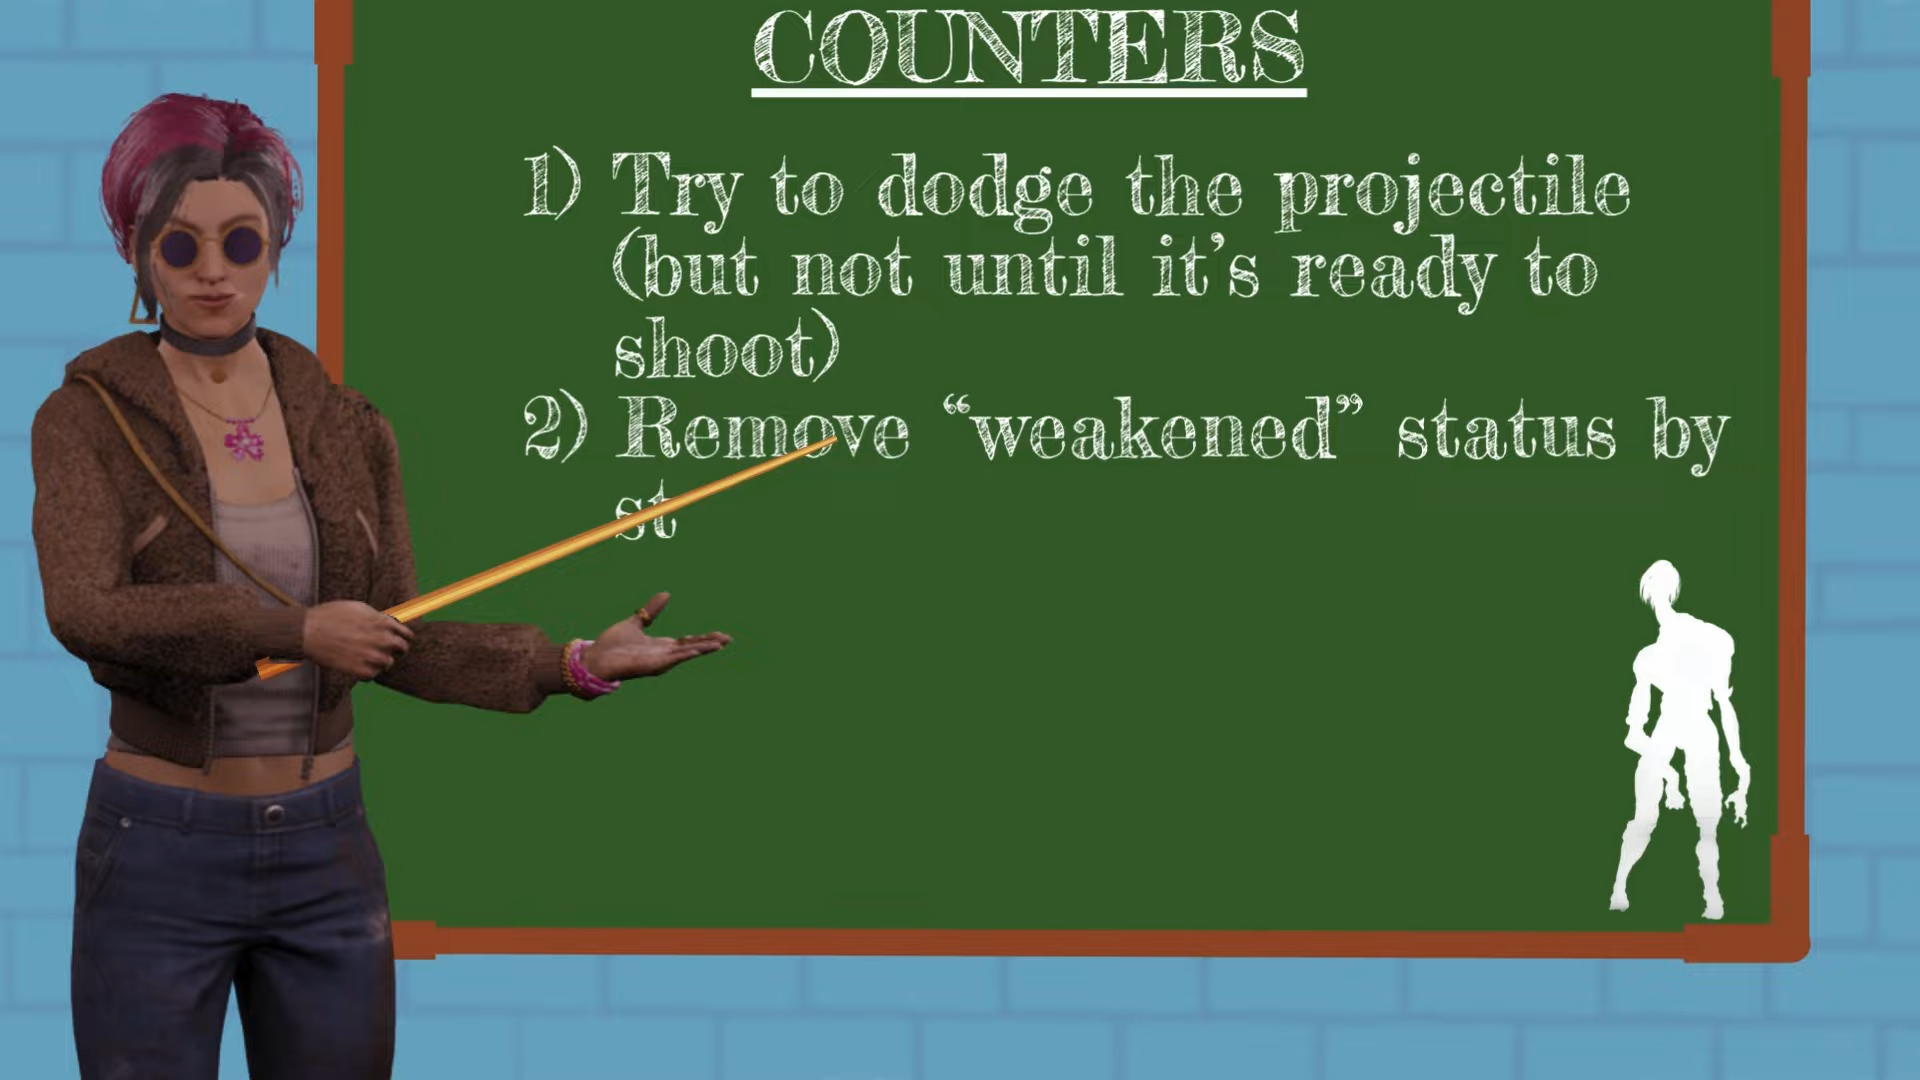 COUNTERS
1) Try to dodge the projectile
(but not until it's ready to
shoot)
2) Remove “weakened” status by
st